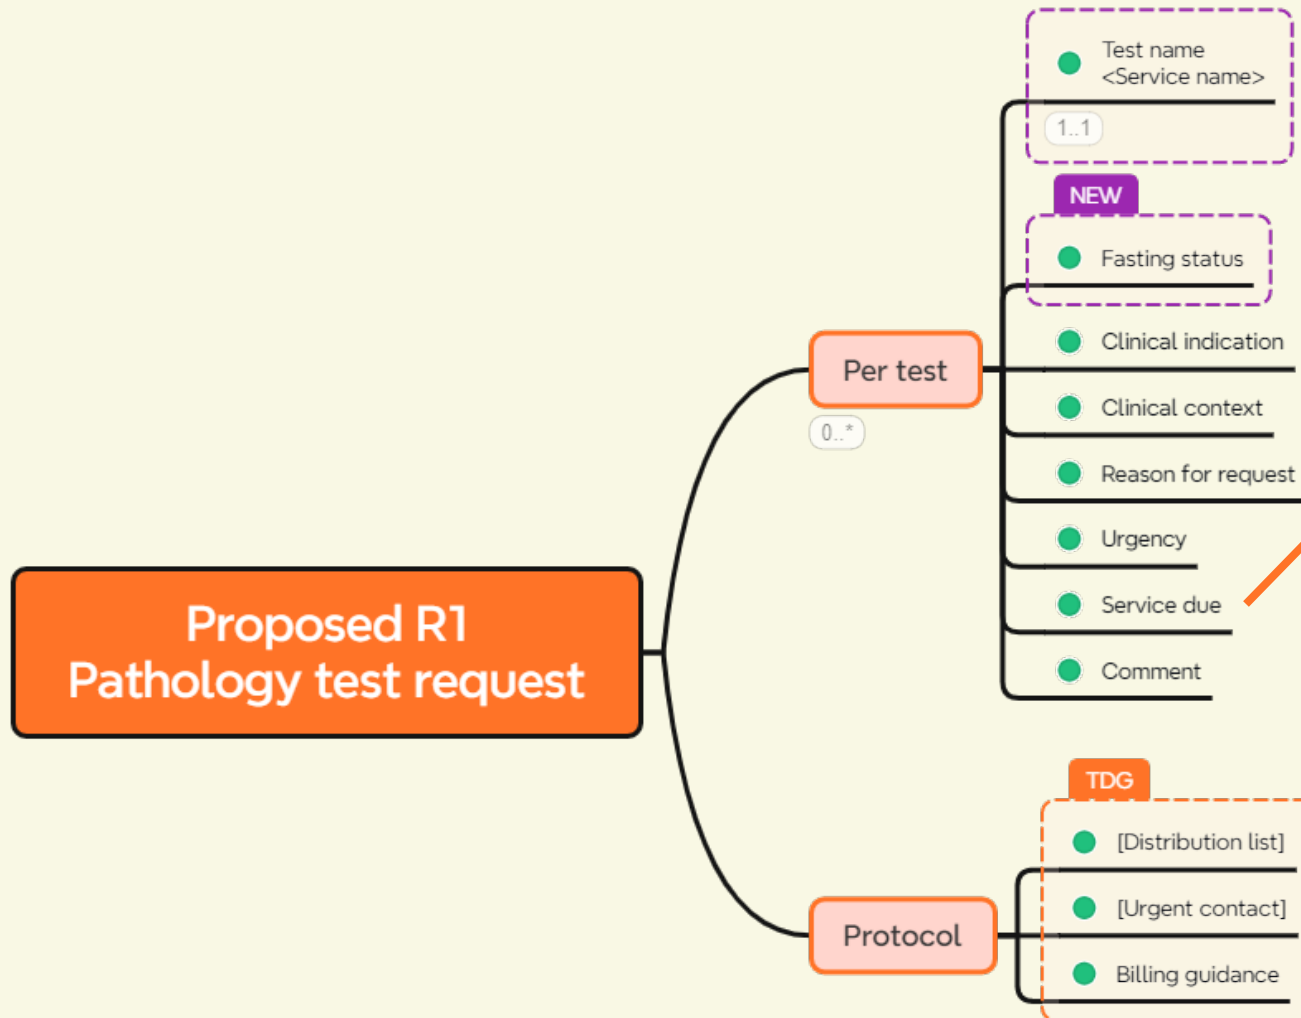 Test name
<Service name>
1..1
NEW
Fasting status
Clinical indication
Per test
Clinical context
0..*
Reason for request
Urgency
Service due
Proposed R1
Pathology test request
Comment
TDG
[Distribution list]
[Urgent contact]
Protocol
Billing guidance